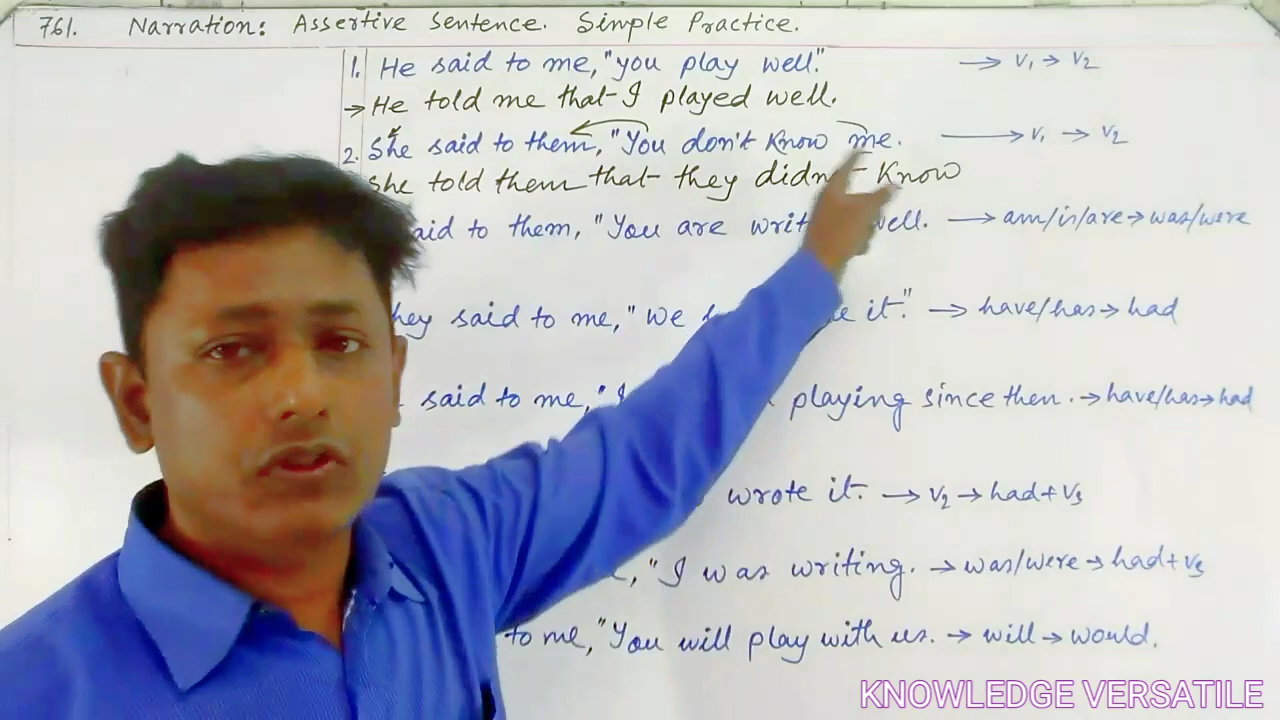 761. Narration: Assertive Sentence. Simple Practice.
1. He said to me, "you play well." → V1 → V2
→ He told me that I played well.
2. She said to them, "You don't know me. → V1 → V2
She told them that they didn't know
said to them, "You are well. → am/is/are → was/were
they said to me, "We it." → have/has → had
said to me, "I playing since then. → have/has → had
wrote it. → V2 → had + V3
, "I was writing. → was/were → had + V3
to me, "You will play with us. → will → would.
KNOWLEDGE VERSATILE